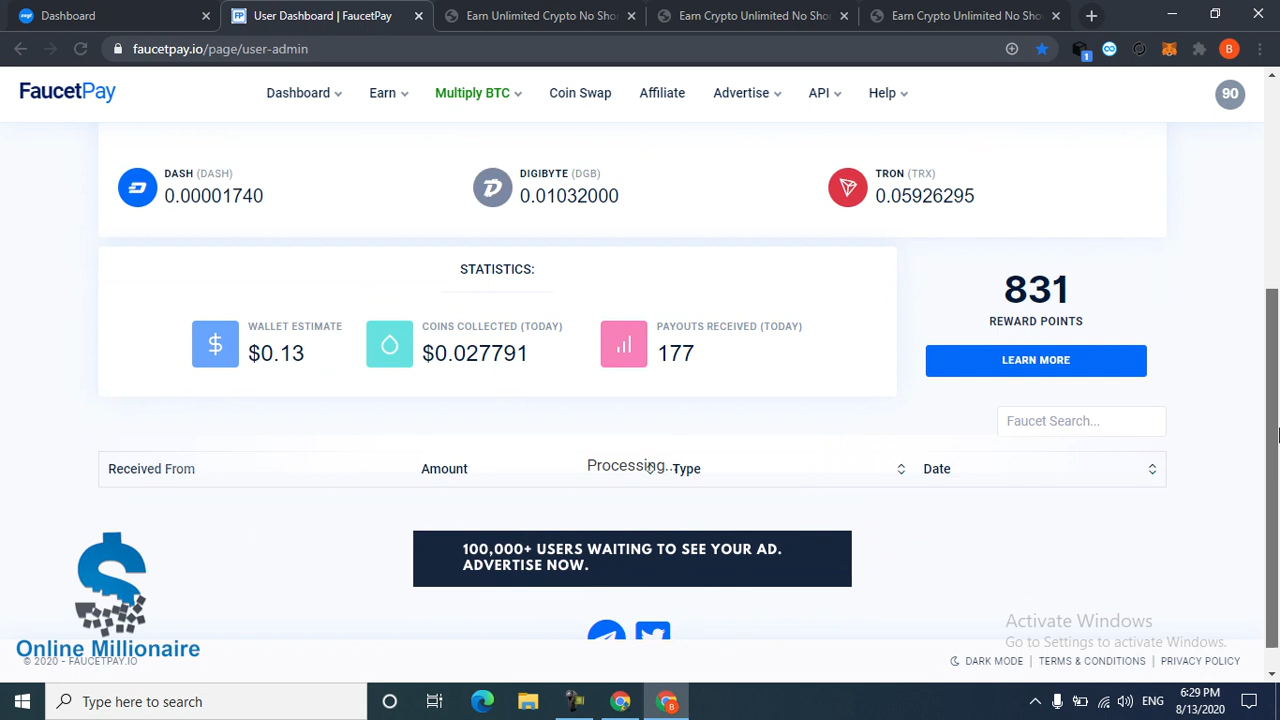 Dashboard
User Dashboard | FaucetPay
Earn Unlimited Crypto No Sho
Earn Crypto Unlimited No Sho
Earn Crypto Unlimited No Sho
faucetpay.io/page/user-admin
1
B
FaucetPay
Dashboard
Earn
Multiply BTC
Coin Swap
Affiliate
Advertise
API
Help
90
DASH (DASH)
0.00001740
DIGIBYTE (DGB)
0.01032000
TRON (TRX)
0.05926295
STATISTICS:
WALLET ESTIMATE
$0.13
COINS COLLECTED (TODAY)
$0.027791
PAYOUTS RECEIVED (TODAY)
177
831
REWARD POINTS
LEARN MORE
Faucet Search...
Received From
Amount
Processing...
Type
Date
100,000+ USERS WAITING TO SEE YOUR AD.
ADVERTISE NOW.
Activate Windows
Go to Settings to activate Windows.
Online Millionaire
© 2020 - FAUCETPAY.IO
DARK MODE
TERMS & CONDITIONS
PRIVACY POLICY
Type here to search
ENG
6:29 PM
8/13/2020